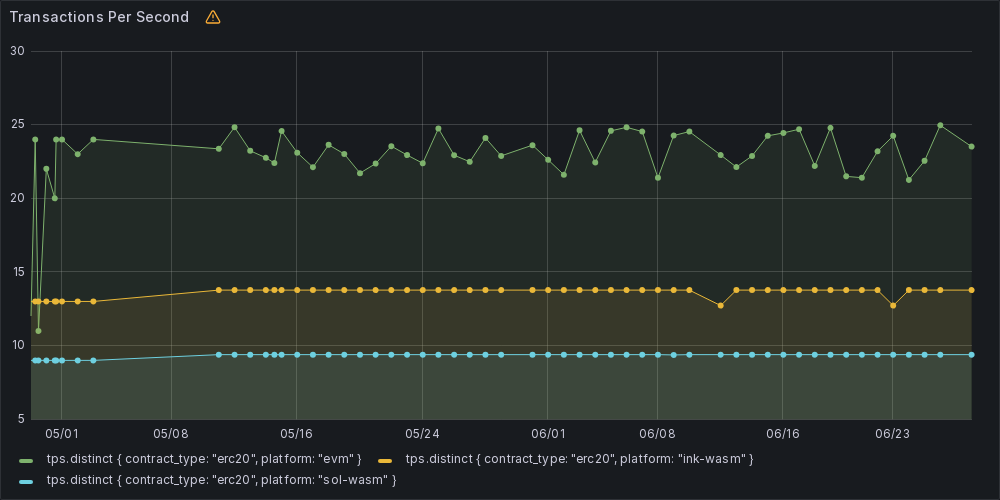 Transactions Per Second
30
25
20
15
10
5
05/01 05/08 05/16 05/24 06/01 06/08 06/16 06/23
tps.distinct { contract_type: "erc20", platform: "evm" } tps.distinct { contract_type: "erc20", platform: "ink-wasm" }
tps.distinct { contract_type: "erc20", platform: "sol-wasm" }